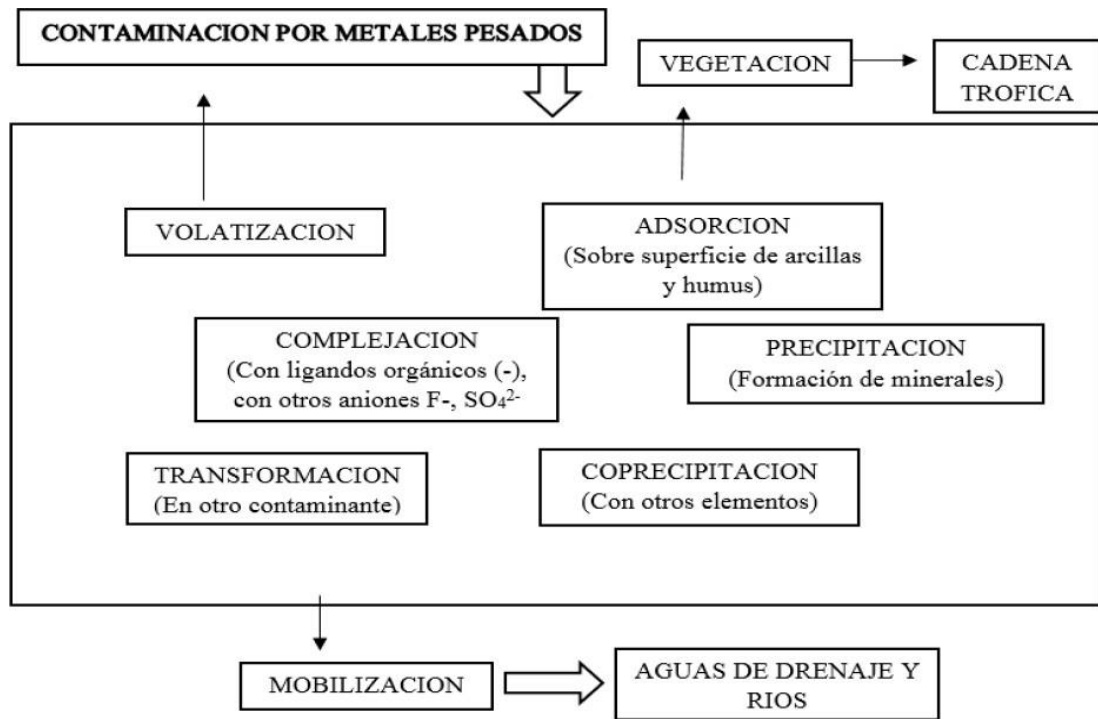 CONTAMINACION POR METALES PESADOS
VEGETACION
CADENA
TROFICA
VOLATIZACION
ADSORCION
(Sobre superficie de arcillas
y humus)
COMPLEJACION
(Con ligandos orgánicos (-),
con otros aniones F-, SO₄²⁻
PRECIPITACION
(Formación de minerales)
TRANSFORMACION
(En otro contaminante)
COPRECIPITACION
(Con otros elementos)
MOBILIZACION
AGUAS DE DRENAJE Y
RIOS